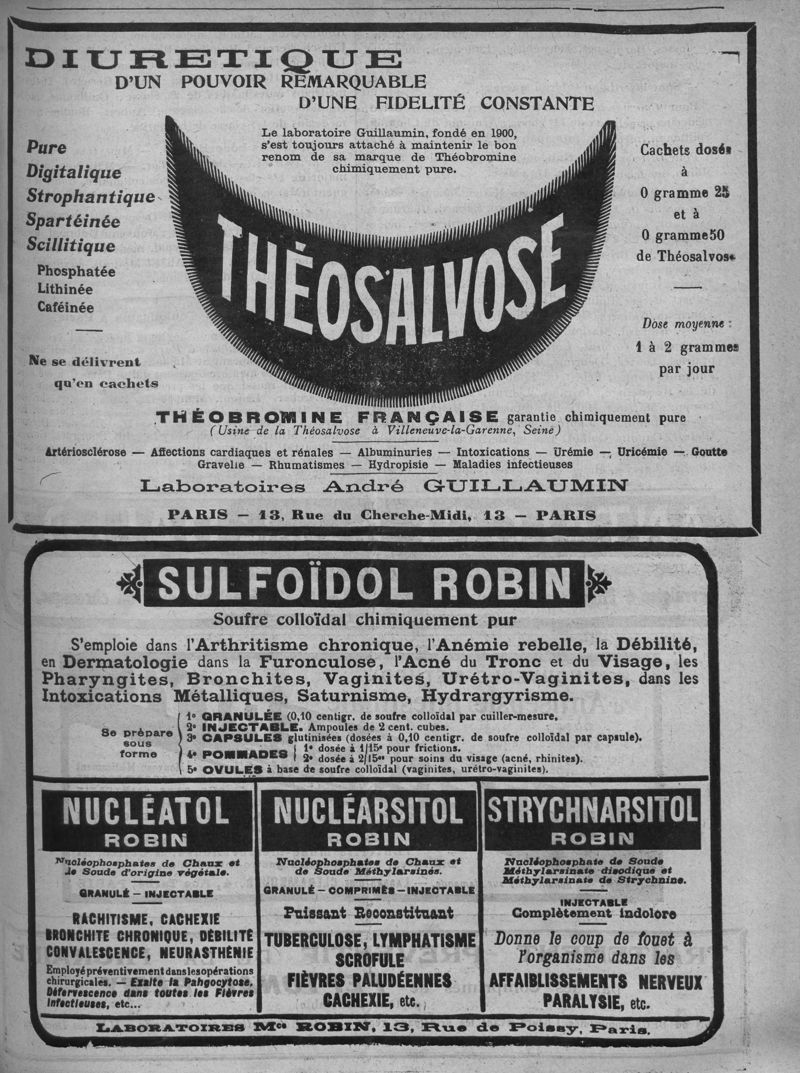 DIURETIQUE
D'UN POUVOIR REMARQUABLE
D'UNE FIDELITÉ CONSTANTE
Le laboratoire Guillaumin, fondé en 1900,
s'est toujours attaché à maintenir le bon
renom de sa marque de Théobromine
chimiquement pure.
Pure
Digitalique
Strophantique
Spartéinée
Scillitique
Phosphatée
Lithinée
Caféinée
Ne se délivrent
qu'en cachets
THÉOSALVOSE
Cachets dosés
à
0 gramme 25
et à
0 gramme50
de Théosalvose
Dose moyenne :
1 à 2 grammes
par jour
THÉOBROMINE FRANÇAISE garantie chimiquement pure
(Usine de la Théosalvose à Villeneuve-la-Garenne, Seine)
Artériosclérose — Affections cardiaques et rénales — Albuminuries — Intoxications — Urémie — Uricémie — Goutte
Gravelle — Rhumatismes — Hydropisie — Maladies infectieuses
Laboratoires André GUILLAUMIN
PARIS — 13, Rue du Cherche-Midi, 13 — PARIS
SULFOÏDOL ROBIN
Soufre colloïdal chimiquement pur
S'emploie dans l'Arthritisme chronique, l'Anémie rebelle, la Débilité,
en Dermatologie dans la Furonculose, l'Acné du Tronc et du Visage, les
Pharyngites, Bronchites, Vaginites, Urétro-Vaginites, dans les
Intoxications Métalliques, Saturnisme, Hydrargyrisme.
Se prépare
sous
forme
1º GRANULÉE (0,10 centigr. de soufre colloïdal par cuiller-mesure.
2º INJECTABLE. Ampoules de 2 cent. cubes.
3º CAPSULES glutinisées (dosées à 0,10 centigr. de soufre colloïdal par capsule).
4º POMMADES
1º dosée à 1/15e pour frictions.
2º dosée à 2/15es pour soins du visage (acné, rhinites).
5º OVULES à base de soufre colloïdal (vaginites, urétro-vaginites).
NUCLÉATOL
ROBIN
Nucléophosphates de Chaux et
de Soude d'origine végétale.
GRANULÉ — INJECTABLE
RACHITISME, CACHEXIE
BRONCHITE CHRONIQUE, DÉBILITÉ
CONVALESCENCE, NEURASTHÉNIE
Employé préventivement dans les opérations
chirurgicales. — Exalte la Pahgocytose,
Défervescence dans toutes les Fièvres
infectieuses, etc...
NUCLÉARSITOL
ROBIN
Nucléophosphates de Chaux et
de Soude Méthylarsinés.
GRANULÉ — COMPRIMÉS — INJECTABLE
Puissant Reconstituant
TUBERCULOSE, LYMPHATISME
SCROFULE
FIÈVRES PALUDÉENNES
CACHEXIE, etc.
STRYCHNARSITOL
ROBIN
Nucléophosphate de Soude
Méthylarsinate disodique et
Méthylarsinate de Strychnine.
INJECTABLE
Complètement indolore
Donne le coup de fouet à
l'organisme dans les
AFFAIBLISSEMENTS NERVEUX
PARALYSIE, etc.
LABORATOIRES Mce ROBIN, 13, Rue de Poissy, Paris.